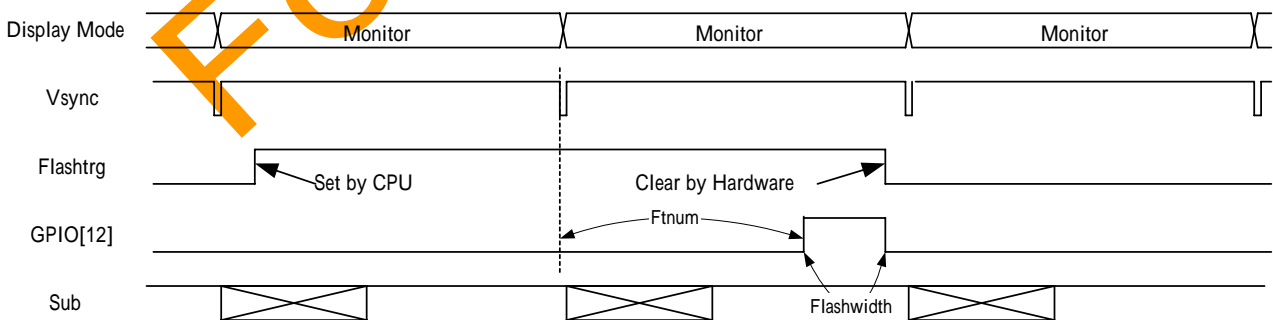 Display Mode Monitor Monitor Monitor
Vsync
Flashtrg
Set by CPU Clear by Hardware
Ftnum
GPIO[12]
Flashwidth
Sub